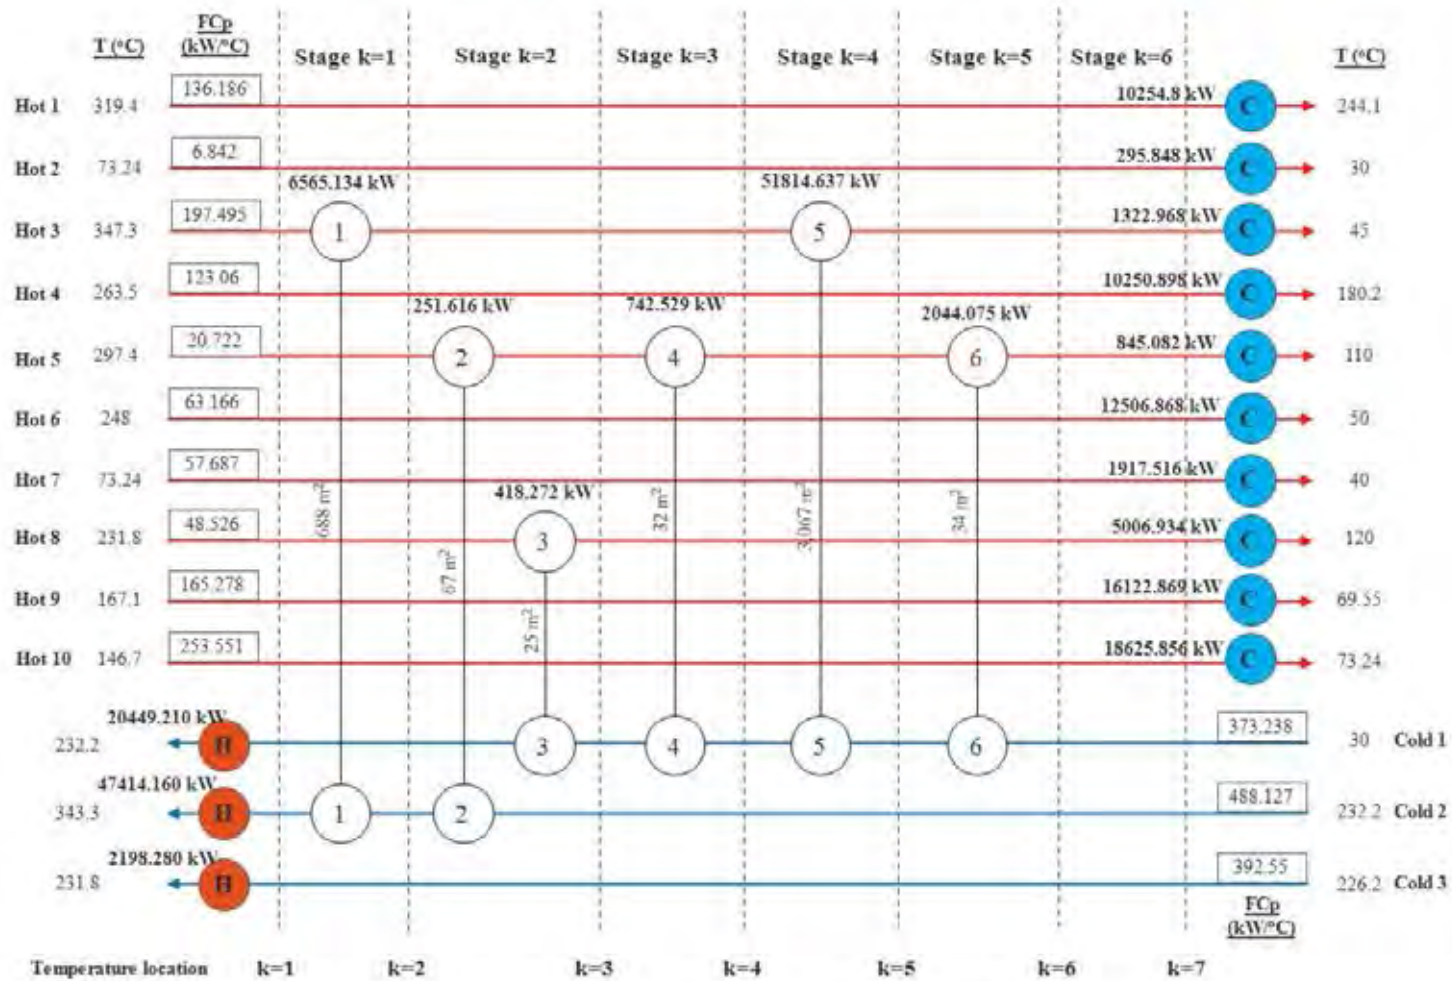 FCp
T (°C) (kW/°C) Stage k=1 Stage k=2 Stage k=3 Stage k=4 Stage k=5 Stage k=6 T (°C)
136.186 10254.8 kW
Hot 1 319.4 C 244.1
6.842 295.848 kW
Hot 2 73.24 C 30
6565.134 kW 51814.637 kW
197.495 1322.968 kW
Hot 3 347.3 1 5 C 45
123.06 10250.898 kW
Hot 4 263.5 C 180.2
251.616 kW 742.529 kW 2044.075 kW
20.722 845.082 kW
Hot 5 297.4 2 4 6 C 110
63.166 12506.868 kW
Hot 6 248 C 50
57.687 1917.516 kW
Hot 7 73.24 C 40
688 m² 418.272 kW 32 m² 3,067 m² 34 m²
48.526 5006.934 kW
Hot 8 231.8 3 C 120
67 m²
165.278 16122.869 kW
Hot 9 167.1 C 69.55
25 m²
253.551 18625.856 kW
Hot 10 146.7 C 73.24
20449.210 kW 373.238
232.2 H 3 4 5 6 30 Cold 1
47414.160 kW 488.127
343.3 H 1 2 232.2 Cold 2
2198.280 kW 392.55
231.8 H 226.2 Cold 3
FCp
(kW/°C)
Temperature location k=1 k=2 k=3 k=4 k=5 k=6 k=7